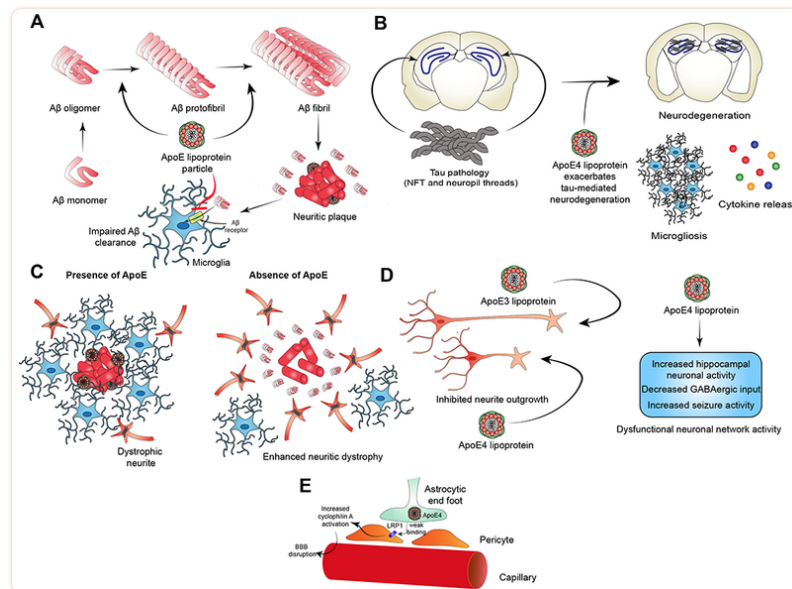 A
Aβ oligomer
Aβ protofibril
Aβ fibril
Aβ monomer
ApoE lipoprotein
particle
Impaired Aβ
clearance
Aβ
receptor
Microglia
Neuritic plaque
B
Tau pathology
(NFT and neuropil threads)
ApoE4 lipoprotein
exacerbates
tau-mediated
neurodegeneration
Neurodegeneration
Microgliosis
Cytokine releas
C
Presence of ApoE
Absence of ApoE
Dystrophic
neurite
Enhanced neuritic dystrophy
D
ApoE3 lipoprotein
Inhibited neurite outgrowth
ApoE4 lipoprotein
ApoE4 lipoprotein
Increased hippocampal
neuronal activity
Decreased GABAergic input
Increased seizure activity
Dysfunctional neuronal network activity
E
Astrocytic
end foot
ApoE4
Increased
cyclophilin A
activation
LRP1
weak
binding
Pericyte
BBB
disruption
Capillary